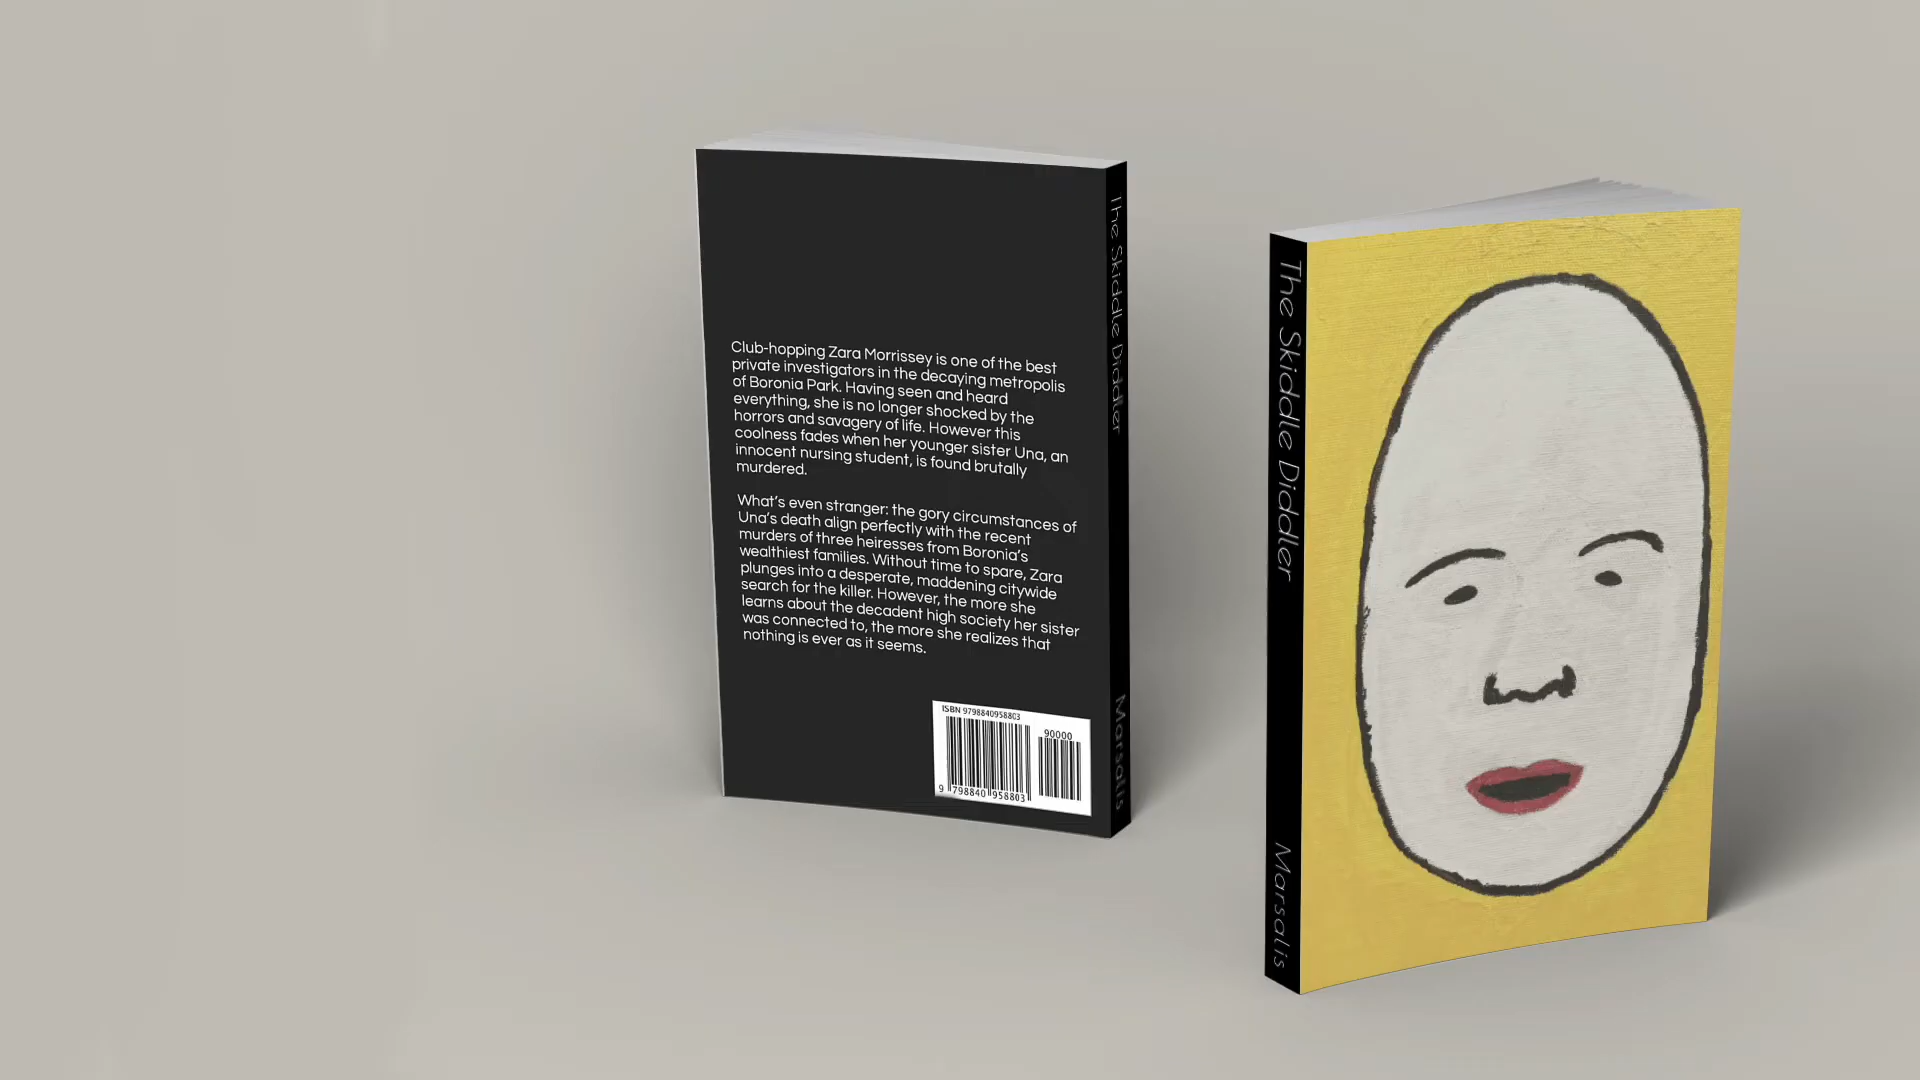 Club-hopping Zara Morrissey is one of the best
private investigators in the decaying metropolis
of Boronia Park. Having seen and heard
everything, she is no longer shocked by the
horrors and savagery of life. However this
coolness fades when her younger sister Una, an
innocent nursing student, is found brutally
murdered.
What's even stranger: the gory circumstances of
Una's death align perfectly with the recent
murders of three heiresses from Boronia's
wealthiest families. Without time to spare, Zara
plunges into a desperate, maddening citywide
search for the killer. However, the more she
learns about the decadent high society her sister
was connected to, the more she realizes that
nothing is ever as it seems.
ISBN 9798840958803
90000
9 798840 958803
The Skiddle Diddler
Marsalis
The Skiddle Diddler
Marsalis